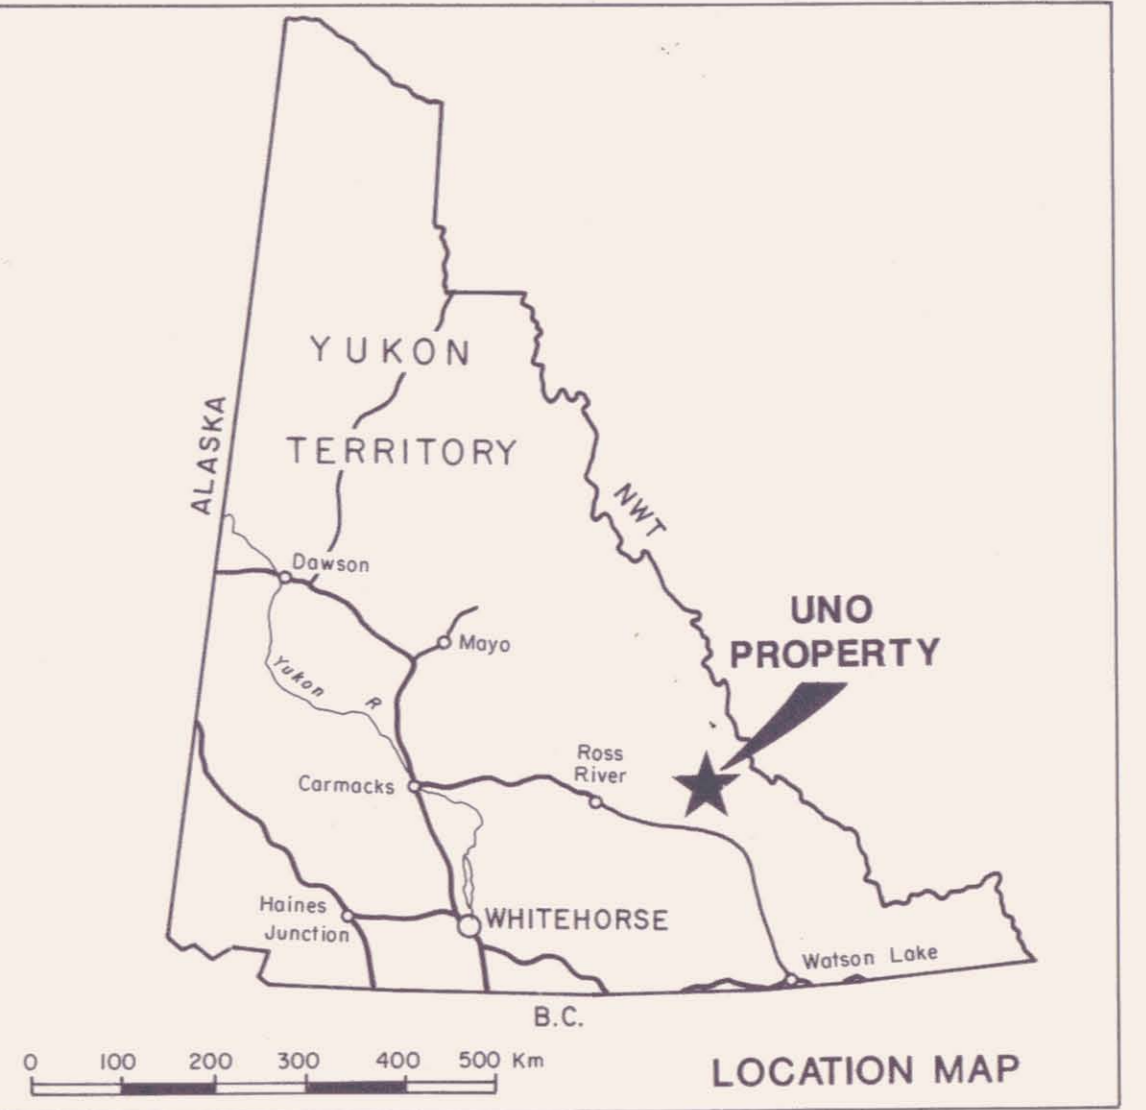 YUKON
TERRITORY
ALASKA
NWT
Dawson
Mayo
UNO
PROPERTY
Yukon R
Ross
River
Carmacks
Haines
Junction
WHITEHORSE
Watson Lake
B.C.
0 100 200 300 400 500 Km
LOCATION MAP